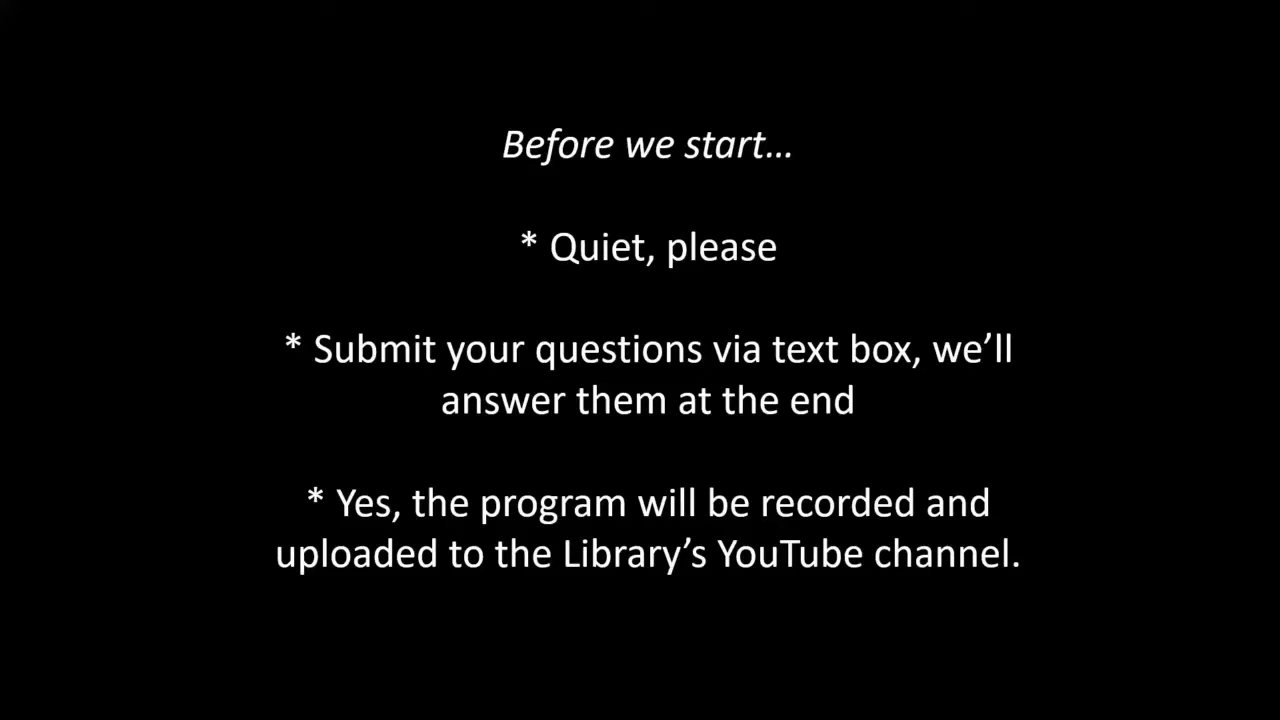 Before we start…
* Quiet, please
* Submit your questions via text box, we’ll
answer them at the end
* Yes, the program will be recorded and
uploaded to the Library’s YouTube channel.